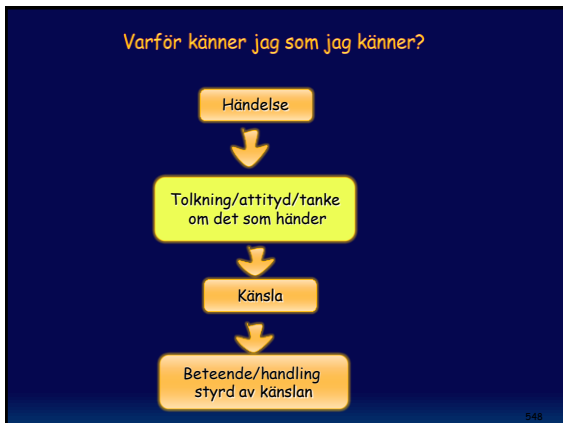 Varför känner jag som jag känner?
Händelse
Tolkning/attityd/tanke
om det som händer
Känsla
Beteende/handling
styrd av känslan
548